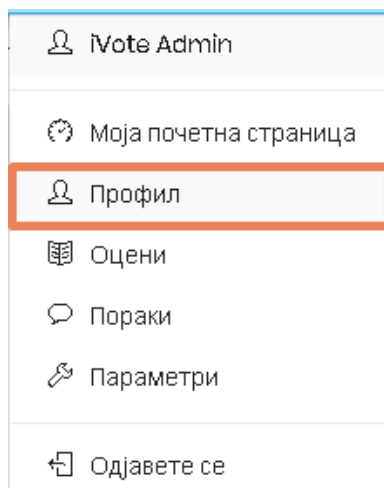 iVote Admin
Моја почетна страница
Профил
Оцени
Пораки
Параметри
Одјавете се